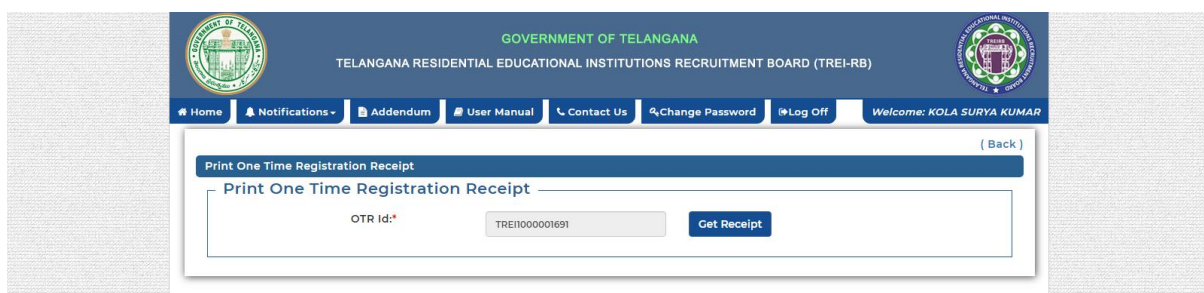 GOVERNMENT OF TELANGANA
TELANGANA RESIDENTIAL EDUCATIONAL INSTITUTIONS RECRUITMENT BOARD (TREI-RB)
Home Notifications Addendum User Manual Contact Us Change Password Log Off Welcome: KOLA SURYA KUMAR
( Back )
Print One Time Registration Receipt
Print One Time Registration Receipt
OTR Id:* TREI1000001691 Get Receipt